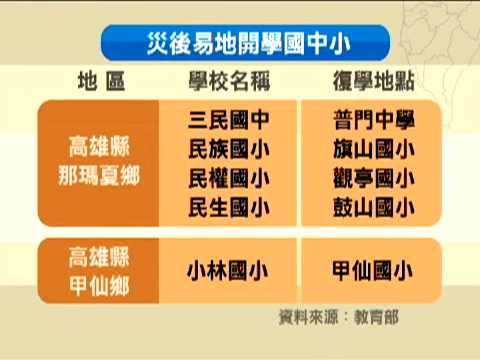 災後易地開學國中小
地區 學校名稱 復學地點
高雄縣
那瑪夏鄉
三民國中 普門中學
民族國小 旗山國小
民權國小 觀亭國小
民生國小 鼓山國小
高雄縣
甲仙鄉
小林國小 甲仙國小
資料來源：教育部